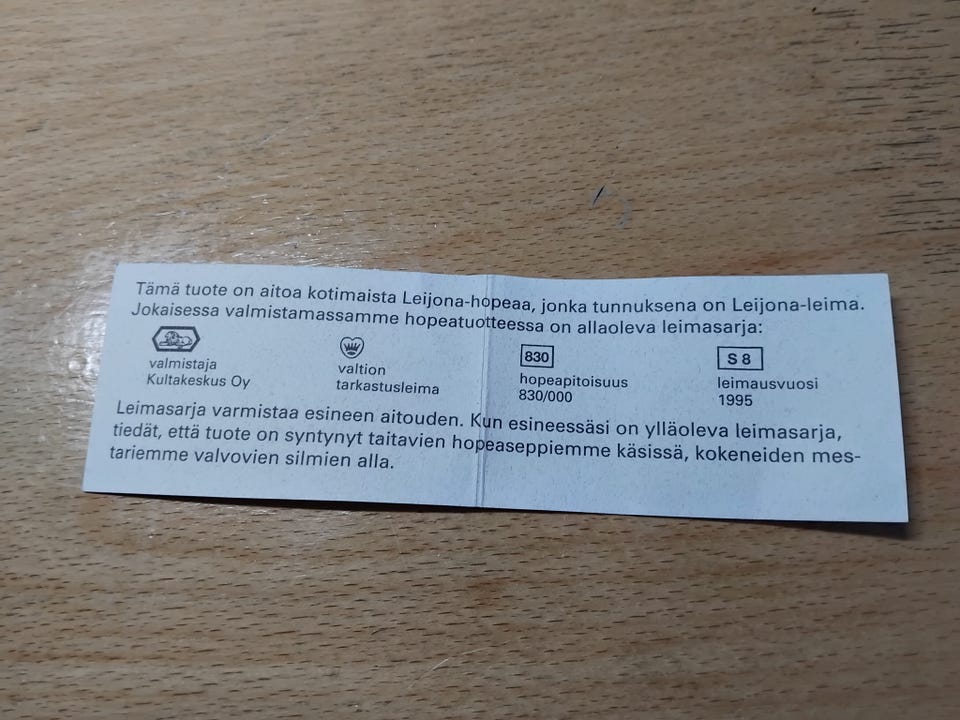 Tämä tuote on aitoa kotimaista Leijona-hopeaa, jonka tunnuksena on Leijona-leima.
Jokaisessa valmistamassamme hopeatuotteessa on allaoleva leimasarja:
valmistaja
Kultakeskus Oy
valtion
tarkastusleima
830
hopeapitoisuus
830/000
S 8
leimausvuosi
1995
Leimasarja varmistaa esineen aitouden. Kun esineessäsi on ylläoleva leimasarja,
tiedät, että tuote on syntynyt taitavien hopeaseppiemme käsissä, kokeneiden mes-
tariemme valvovien silmien alla.